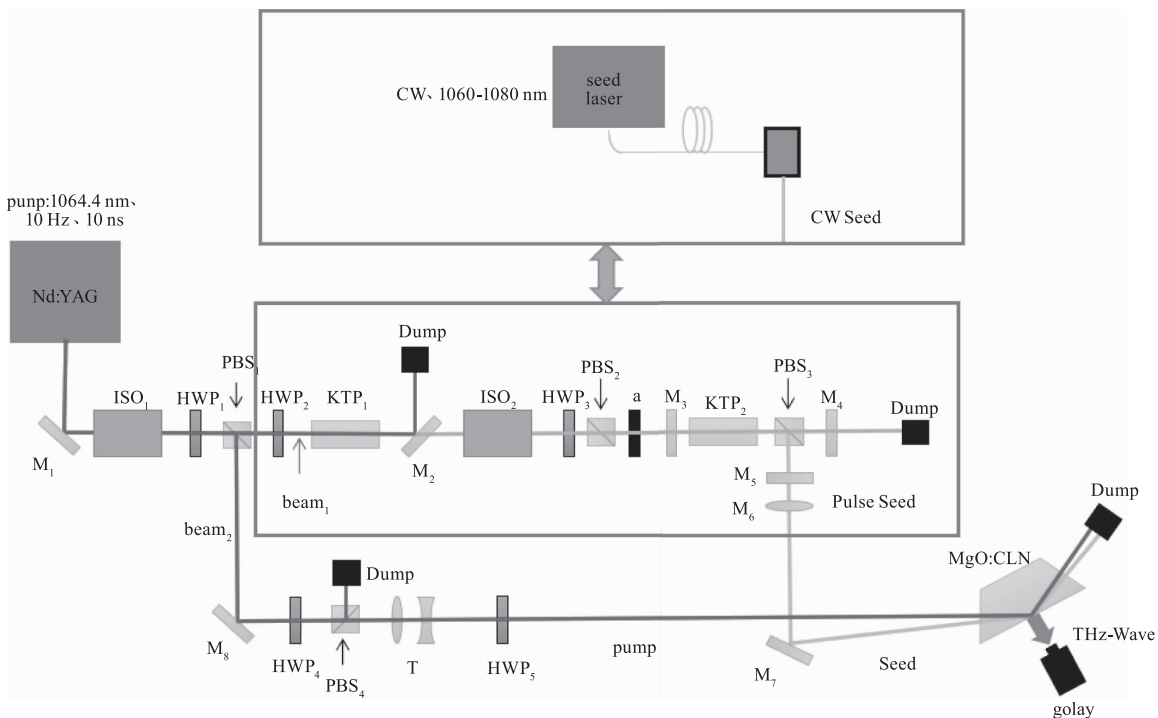 seed
laser
CW、1060-1080 nm
CW Seed
punp:1064.4 nm、
10 Hz、10 ns
Nd:YAG
Dump
PBS₁
PBS₂
PBS₃
ISO₁
HWP₁
HWP₂
KTP₁
ISO₂
HWP₃
a
M₃
KTP₂
M₄
Dump
M₁
M₂
beam₁
M₅
M₆
Pulse Seed
Dump
beam₂
MgO:CLN
Dump
M₈
HWP₄
PBS₄
T
HWP₅
pump
M₇
Seed
THz-Wave
golay